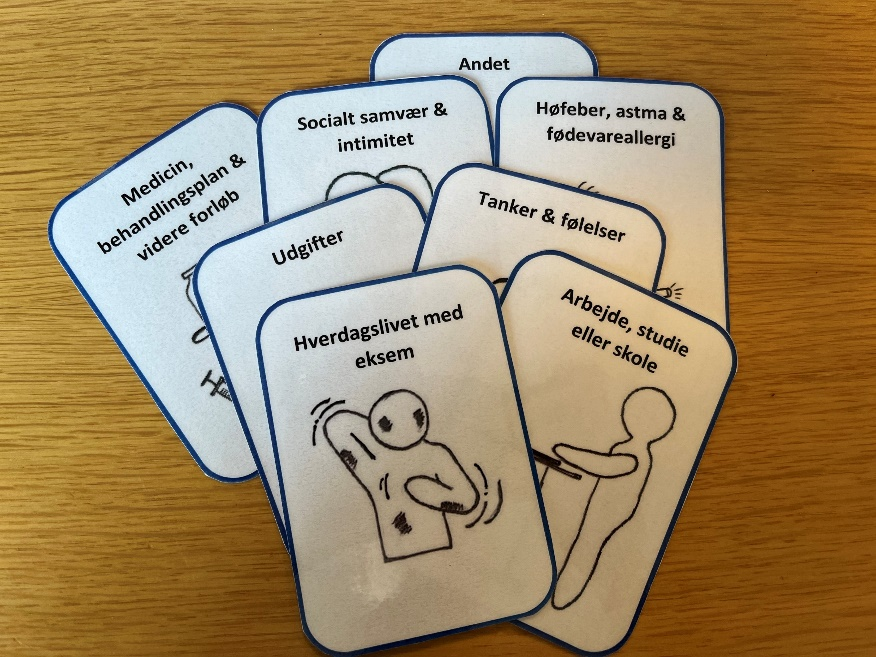 Andet
Socialt samvær &
intimitet
Høfeber, astma &
fødevareallergi
Medicin,
behandlingsplan &
videre forløb
Udgifter
Tanker & følelser
Hverdagslivet med
eksem
Arbejde, studie
eller skole